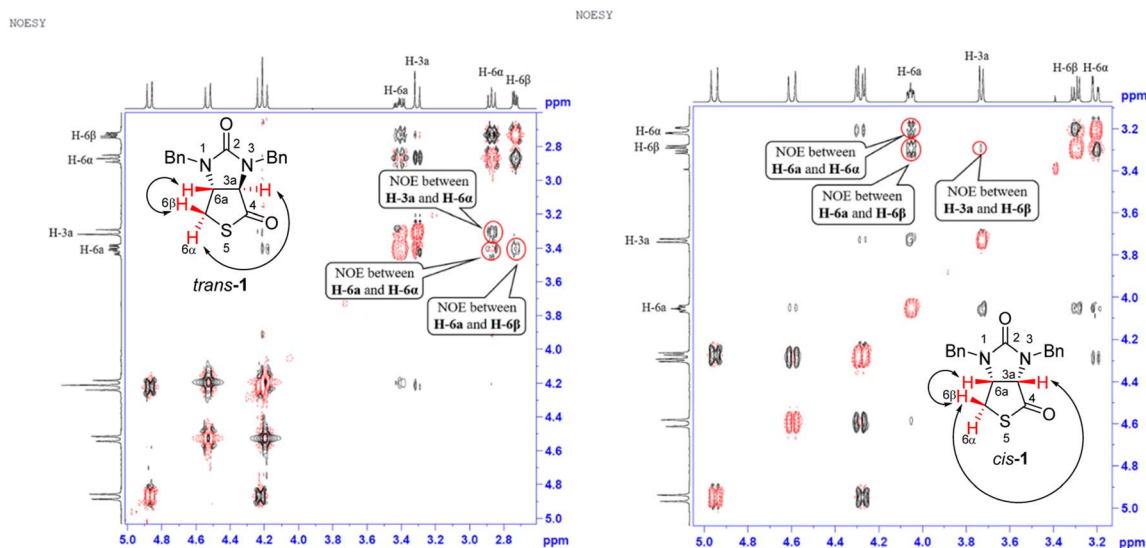 NOESY
H-6a
H-3a
H-6α
H-6β
ppm
H-6β
H-6α
H-3a
H-6a
2.8
3.0
3.2
3.4
3.6
3.8
4.0
4.2
4.4
4.6
4.8
5.0
5.0 4.8 4.6 4.4 4.2 4.0 3.8 3.6 3.4 3.2 3.0 2.8 ppm
O
1 2 3
Bn N N Bn
3a
H H
6a
6β H 4
S O
H 5
6α
trans-1
NOE between
H-3a and H-6α
NOE between
H-6a and H-6α
NOE between
H-6a and H-6β
NOESY
H-6a
H-3a
H-6β
H-6α
ppm
H-6α
H-6β
H-3a
H-6a
3.2
3.4
3.6
3.8
4.0
4.2
4.4
4.6
4.8
5.0
5.0 4.8 4.6 4.4 4.2 4.0 3.8 3.6 3.4 3.2 ppm
NOE between
H-6a and H-6α
NOE between
H-6a and H-6β
NOE between
H-3a and H-6β
O
1 2 3
Bn N N Bn
3a
H H
6a
6β H 4
S O
H 5
6α
cis-1